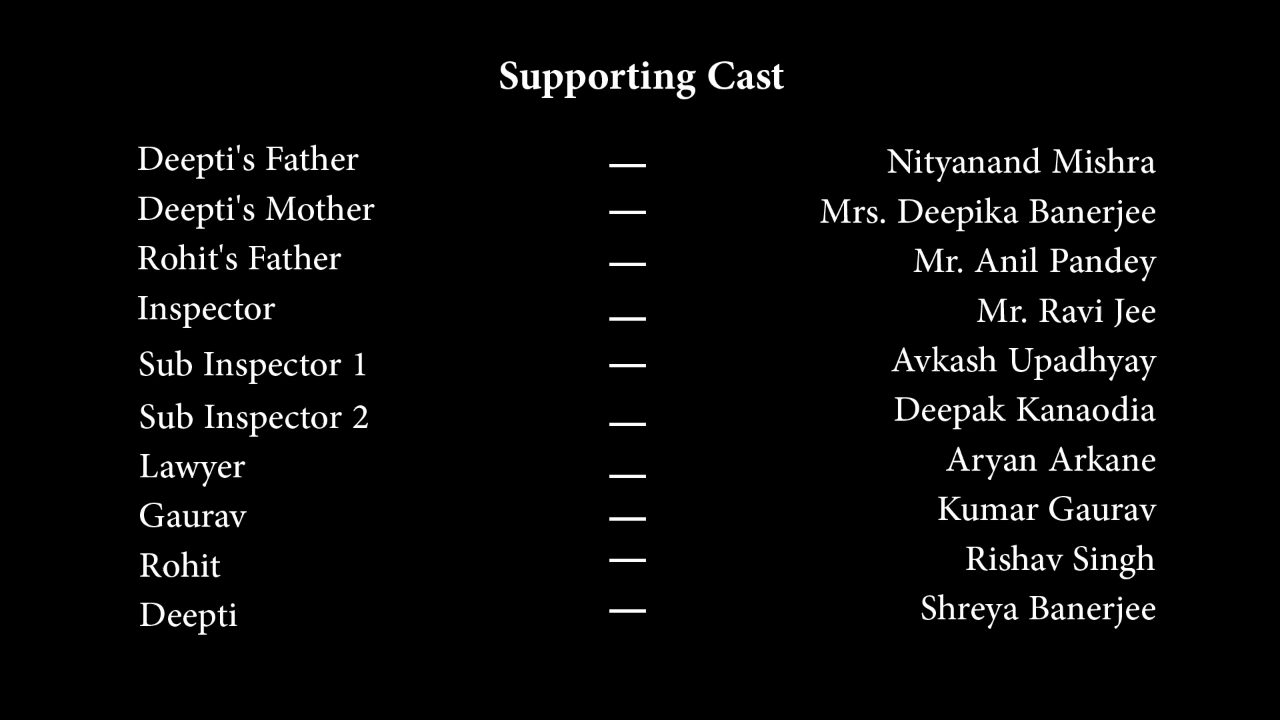 Supporting Cast
Deepti's Father — Nityanand Mishra
Deepti's Mother — Mrs. Deepika Banerjee
Rohit's Father — Mr. Anil Pandey
Inspector — Mr. Ravi Jee
Sub Inspector 1 — Avkash Upadhyay
Sub Inspector 2 — Deepak Kanaodia
Lawyer — Aryan Arkane
Gaurav — Kumar Gaurav
Rohit — Rishav Singh
Deepti — Shreya Banerjee